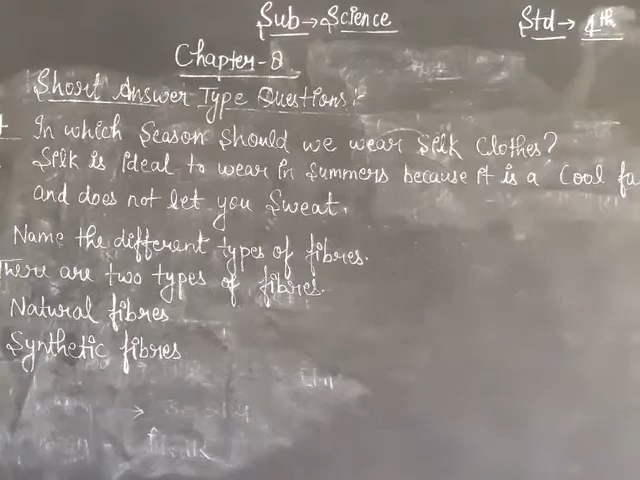 Sub → Science
Std → 4th
Chapter-8
Short Answer Type Questions :-
In which Season Should we wear Silk Clothes?
Silk is ideal to wear in Summers because it is a Cool fa
and does not let you Sweat.
Name the different types of fibres.
There are two types of fibres.
Natural fibres
Synthetic fibres